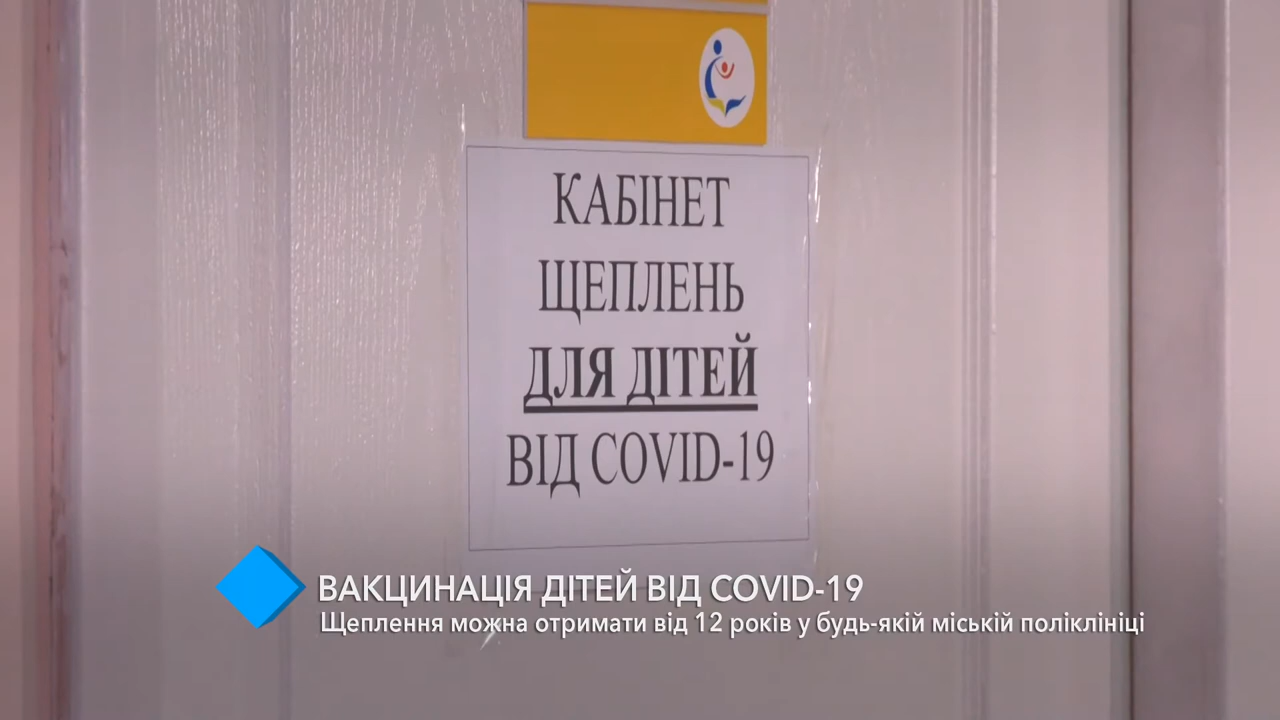 КАБІНЕТ
ЩЕПЛЕНЬ
ДЛЯ ДІТЕЙ
ВІД COVID-19
ВАКЦИНАЦІЯ ДІТЕЙ ВІД COVID-19
Щеплення можна отримати від 12 років у будь-якій міській поліклініці